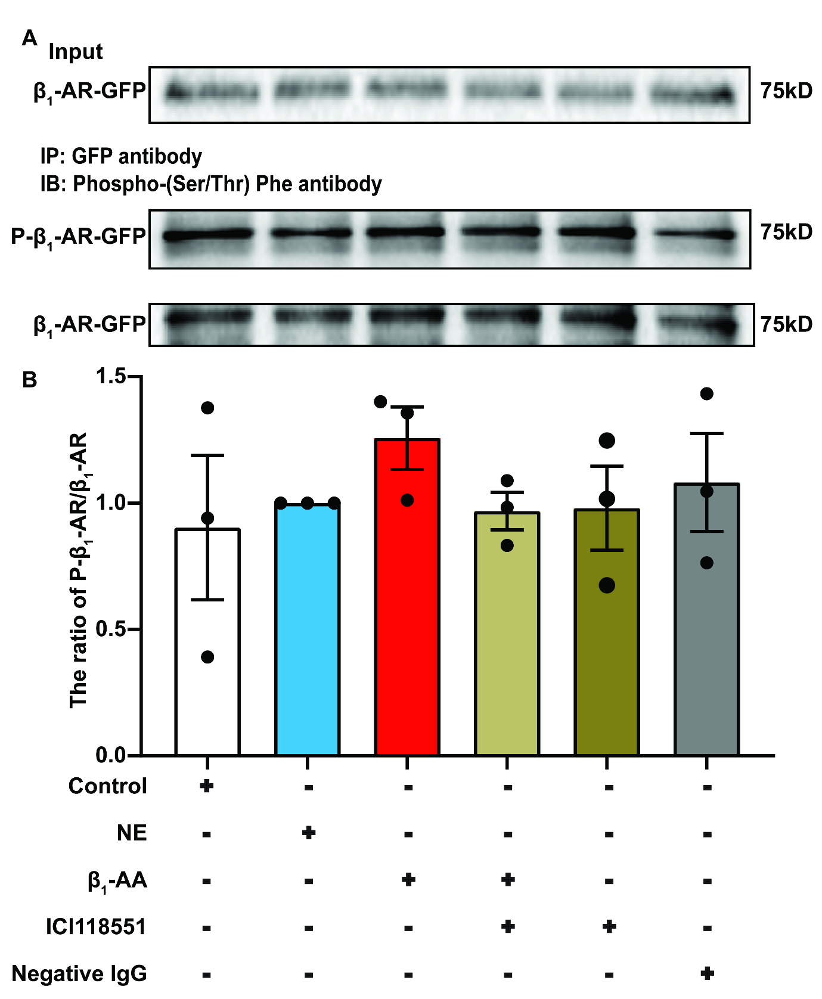 A
Input
β1-AR-GFP 75kD
IP: GFP antibody
IB: Phospho-(Ser/Thr) Phe antibody
P-β1-AR-GFP 75kD
β1-AR-GFP 75kD
B
The ratio of P-β1-AR/β1-AR
1.5
1.0
0.5
0.0
Control + - - - - -
NE - + - - - -
β1-AA - - + + - -
ICI118551 - - - + + -
Negative IgG - - - - - +